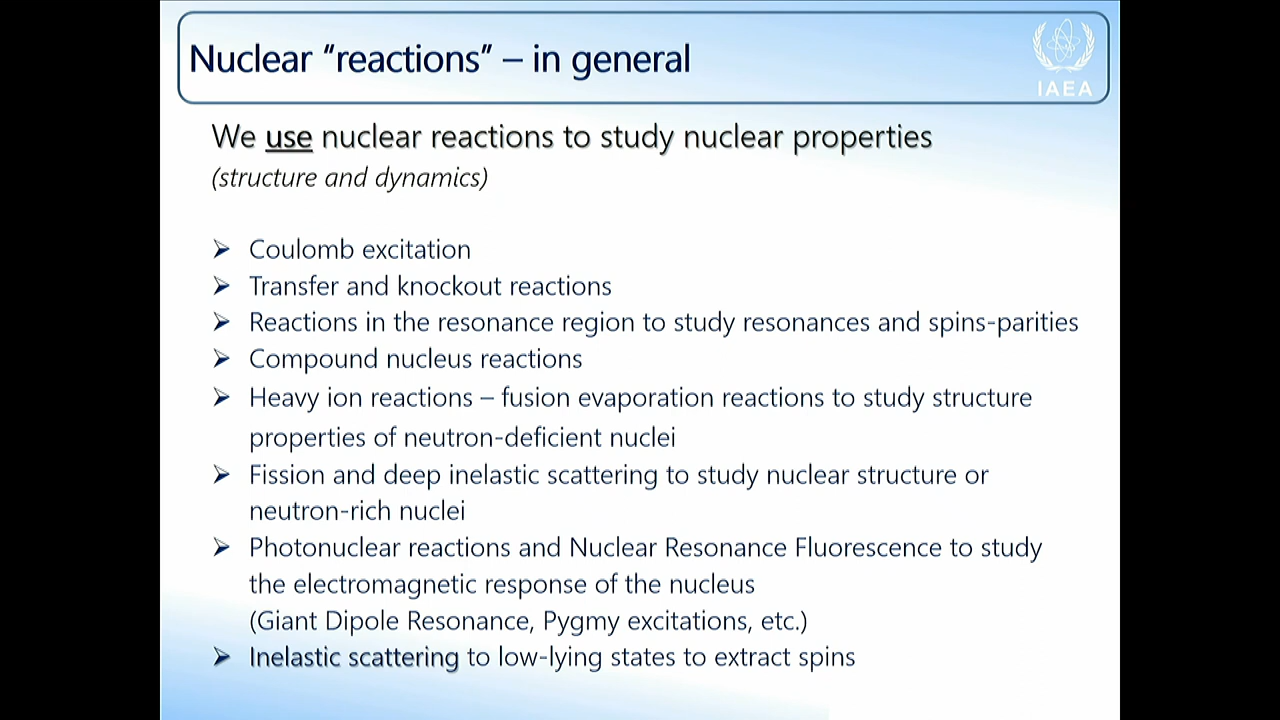 Nuclear “reactions” – in general
IAEA
We use nuclear reactions to study nuclear properties
(structure and dynamics)
➢ Coulomb excitation
➢ Transfer and knockout reactions
➢ Reactions in the resonance region to study resonances and spins-parities
➢ Compound nucleus reactions
➢ Heavy ion reactions – fusion evaporation reactions to study structure
properties of neutron-deficient nuclei
➢ Fission and deep inelastic scattering to study nuclear structure or
neutron-rich nuclei
➢ Photonuclear reactions and Nuclear Resonance Fluorescence to study
the electromagnetic response of the nucleus
(Giant Dipole Resonance, Pygmy excitations, etc.)
➢ Inelastic scattering to low-lying states to extract spins